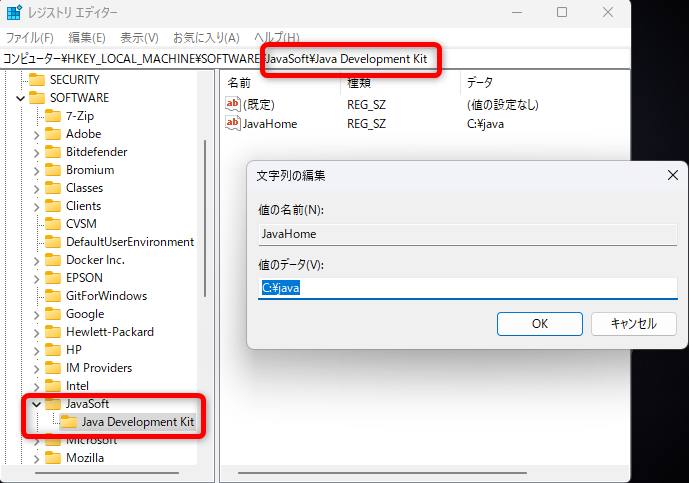 レジストリ エディター
ファイル(F) 編集(E) 表示(V) お気に入り(A) ヘルプ(H)
コンピューター¥HKEY_LOCAL_MACHINE¥SOFTWARE¥JavaSoft¥Java Development Kit
SECURITY
SOFTWARE
7-Zip
Adobe
Bitdefender
Bromium
Classes
Clients
CVSM
DefaultUserEnvironment
Docker Inc.
EPSON
GitForWindows
Google
Hewlett-Packard
HP
IM Providers
Intel
JavaSoft
Java Development Kit
Microsoft
Mozilla
名前 種類 データ
ab (既定) REG_SZ (値の設定なし)
ab JavaHome REG_SZ C:¥java
文字列の編集
値の名前(N):
JavaHome
値のデータ(V):
C:¥java
OK キャンセル